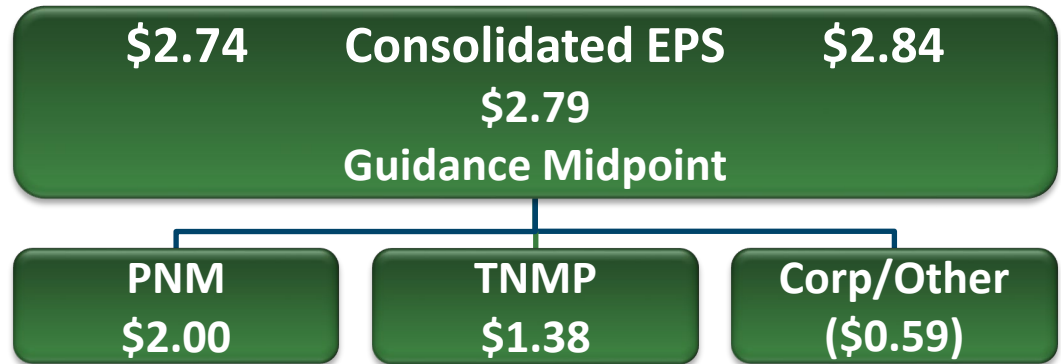 $2.74 Consolidated EPS $2.84
$2.79
Guidance Midpoint
PNM
$2.00
TNMP
$1.38
Corp/Other
($0.59)